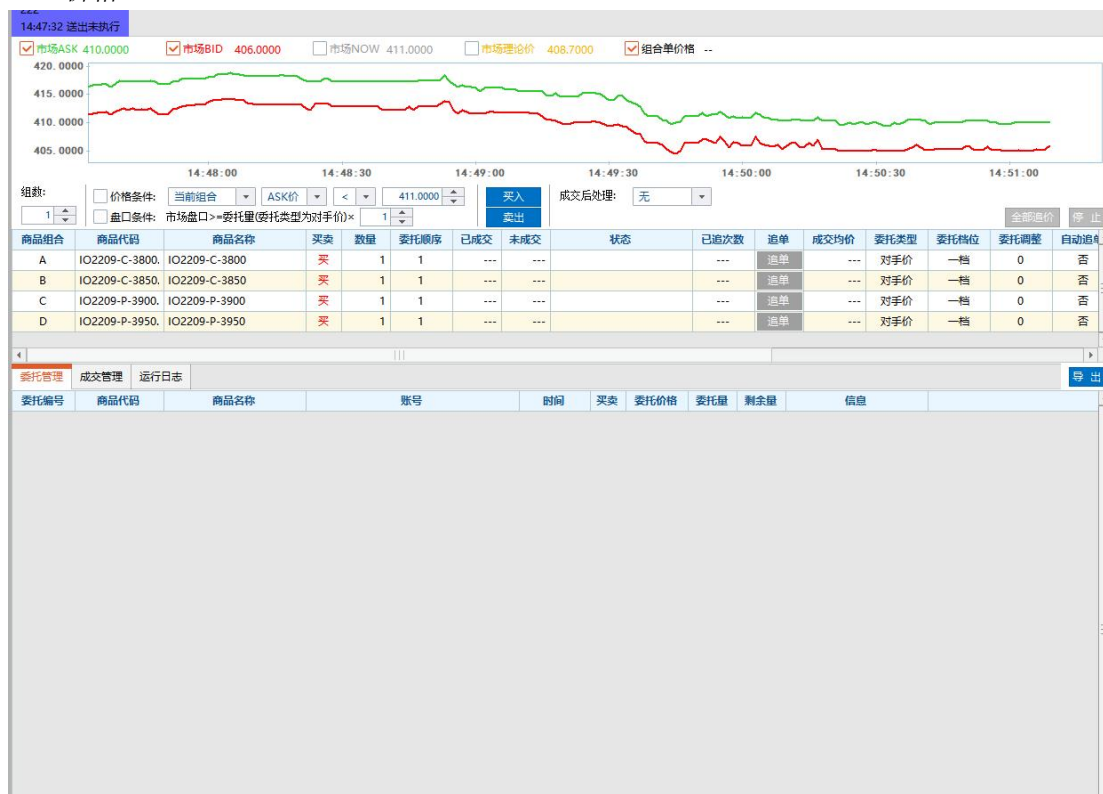 14:47:32 送出未执行
市场ASK 410.0000 市场BID 406.0000 市场NOW 411.0000 市场理论价 408.7000 组合单价格 --
420.0000
415.0000
410.0000
405.0000
14:48:00 14:48:30 14:49:00 14:49:30 14:50:00 14:50:30 14:51:00
组数: 价格条件: 当前组合 ASK价 < 411.0000 买入 成交后处理: 无
1 盘口条件: 市场盘口>=委托量(委托类型为对手价)× 1 卖出 全部追价 停 止
商品组合 商品代码 商品名称 买卖 数量 委托顺序 已成交 未成交 状态 已追次数 追单 成交均价 委托类型 委托档位 委托调整 自动追
A IO2209-C-3800. IO2209-C-3800 买 1 1 --- --- --- 追单 --- 对手价 一档 0 否
B IO2209-C-3850. IO2209-C-3850 买 1 1 --- --- --- 追单 --- 对手价 一档 0 否
C IO2209-P-3900. IO2209-P-3900 买 1 1 --- --- --- 追单 --- 对手价 一档 0 否
D IO2209-P-3950. IO2209-P-3950 买 1 1 --- --- --- 追单 --- 对手价 一档 0 否
委托管理 成交管理 运行日志 导 出
委托编号 商品代码 商品名称 账号 时间 买卖 委托价格 委托量 剩余量 信息